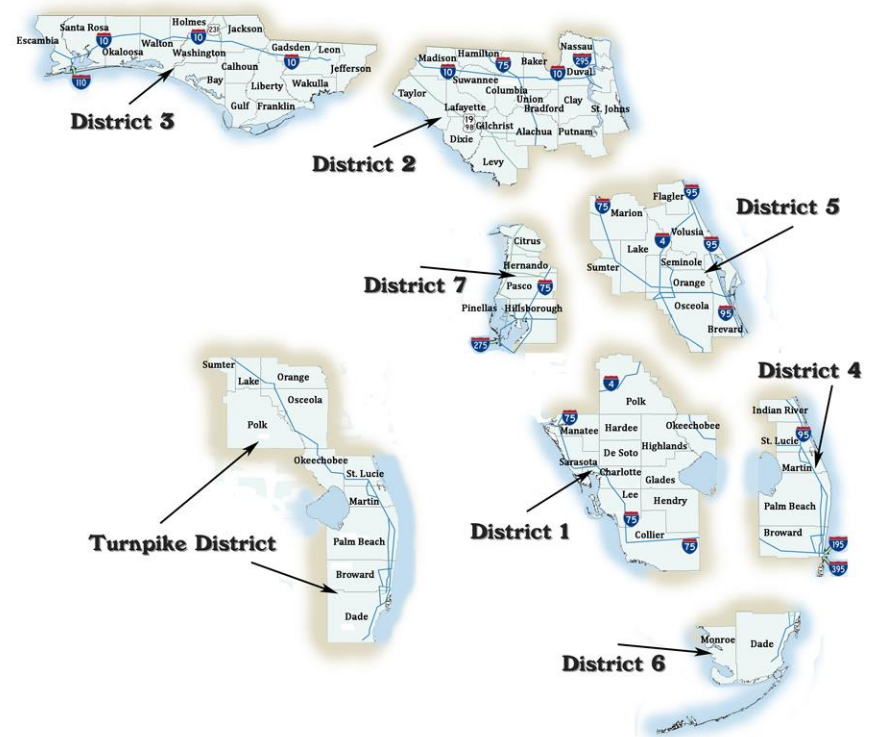 Holmes
231
Jackson
Santa Rosa
Escambia
10
Okaloosa
Walton
10
Washington
Gadsden
Leon
10
Jefferson
Calhoun
Bay
Liberty
Wakulla
Gulf
Franklin
110
District 3
Nassau
295
Madison
Hamilton
75
Baker
10
10
Duval
Suwannee
Columbia
Taylor
Union
Clay
Lafayette
Bradford
St. Johns
19
98
Gilchrist
Alachua
Putnam
Dixie
Levy
District 2
Flagler
95
75
Marion
Volusia
4
95
Lake
Seminole
Sumter
Orange
Osceola
95
Brevard
District 5
Citrus
Hernando
Pasco
75
Pinellas
Hillsborough
275
District 7
Sumter
Lake
Orange
Osceola
Polk
Okeechobee
St. Lucie
Martin
Palm Beach
Broward
Dade
Turnpike District
4
Polk
75
Manatee
Hardee
Okeechobee
De Soto
Highlands
Sarasota
Charlotte
Glades
Lee
Hendry
75
Collier
75
District 1
District 4
Indian River
95
St. Lucie
Martin
Palm Beach
Broward
195
395
Monroe
Dade
District 6